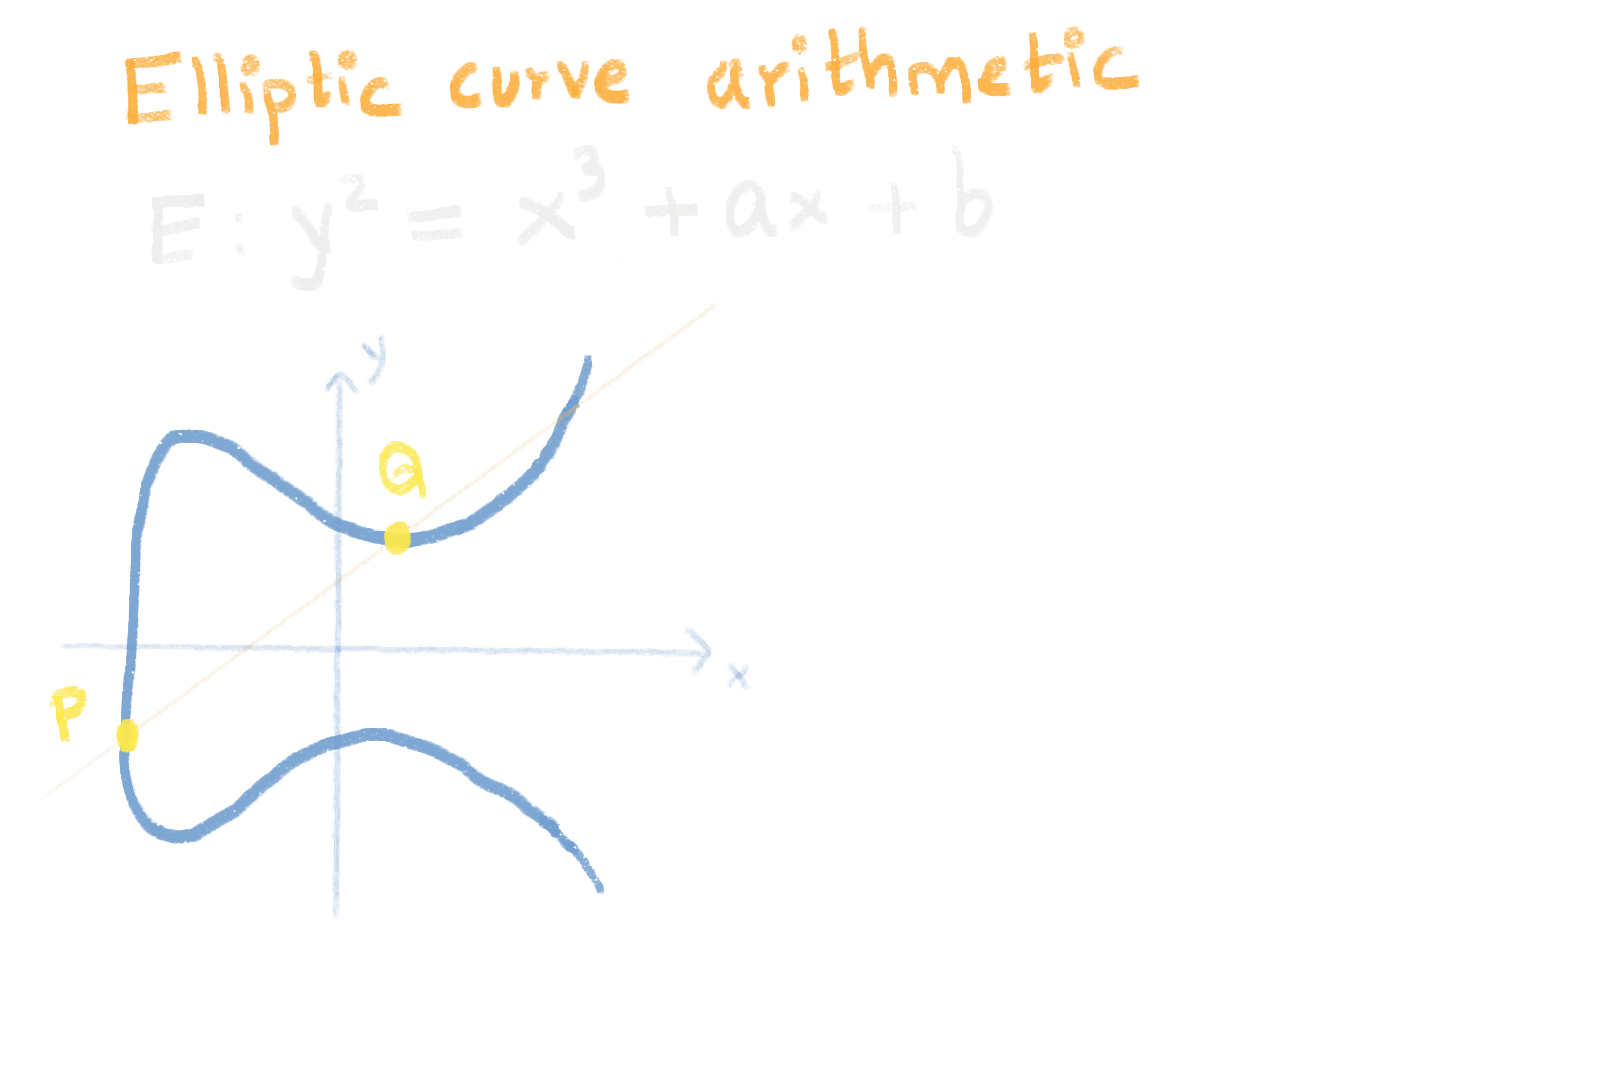 Elliptic curve arithmetic
E: y² = x³ + ax + b
y
Q
x
P